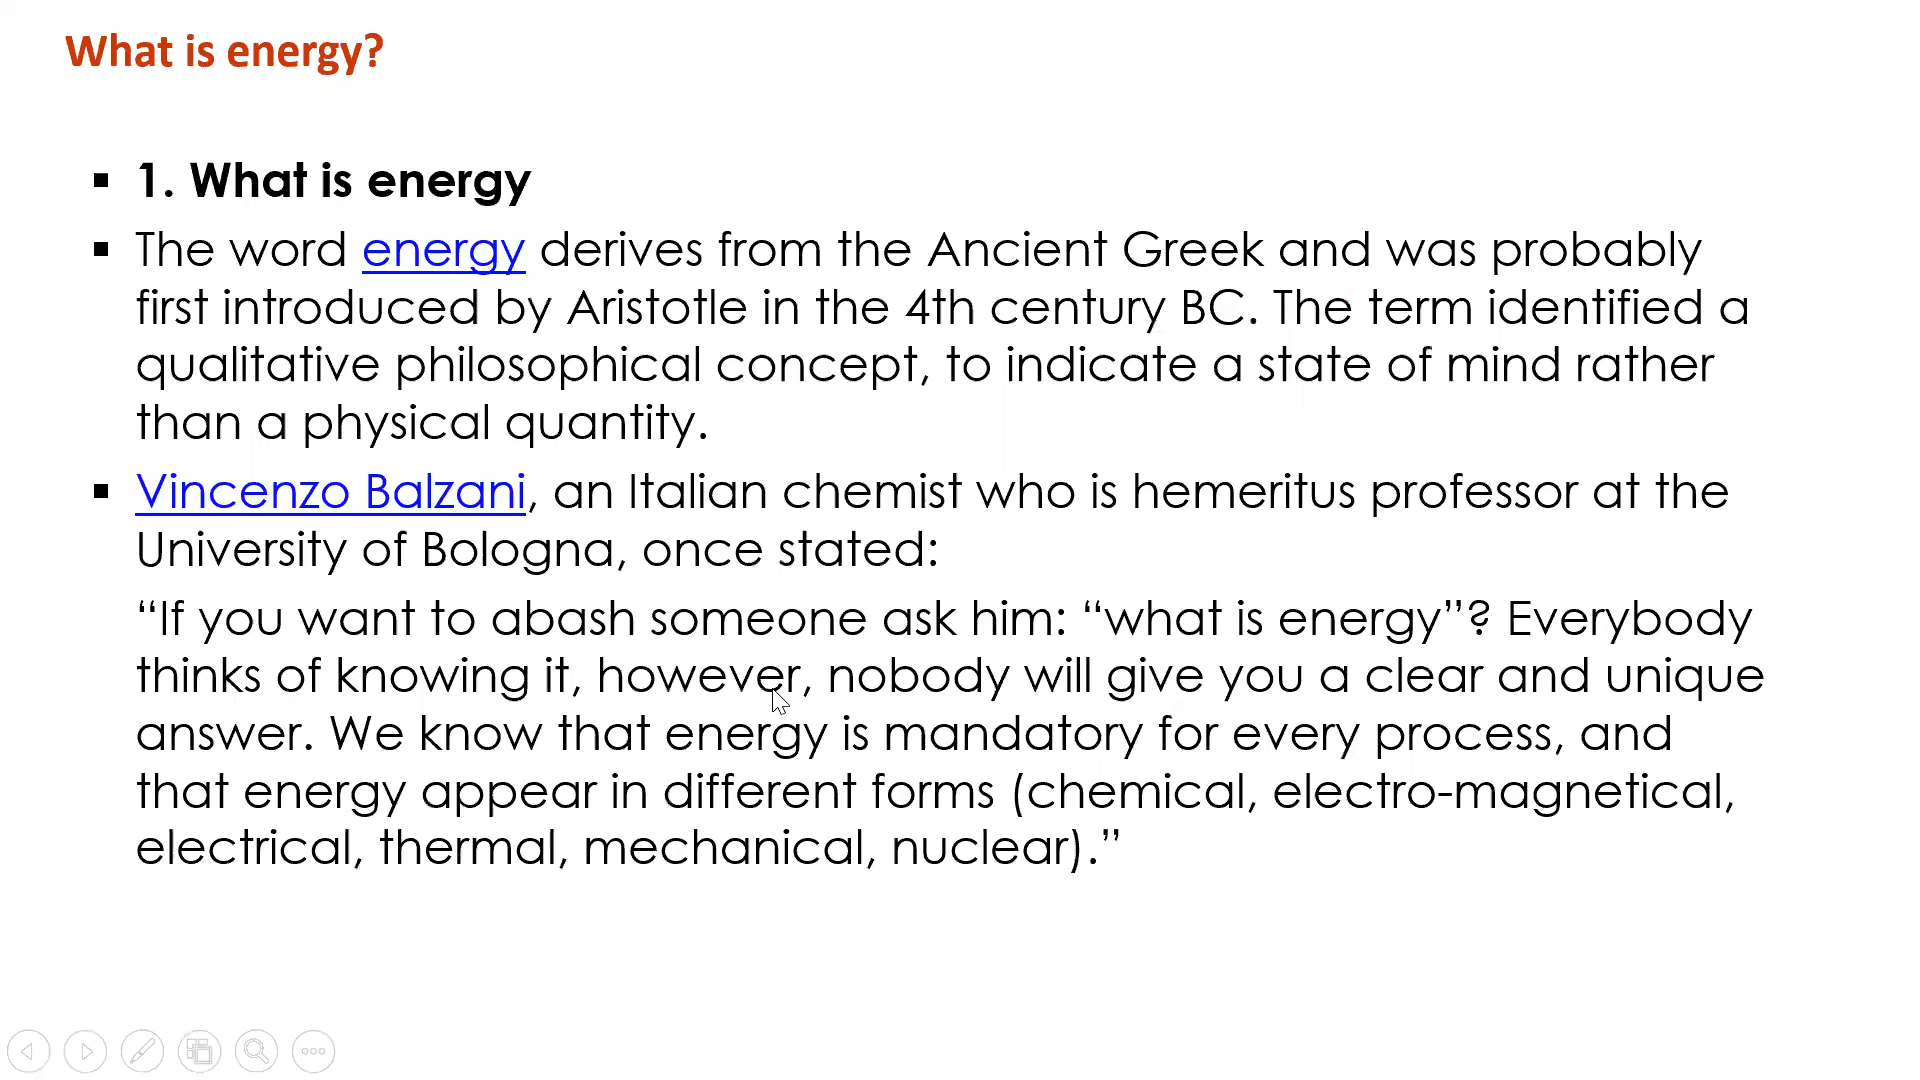 What is energy?
▪ 1. What is energy
▪ The word energy derives from the Ancient Greek and was probably
first introduced by Aristotle in the 4th century BC. The term identified a
qualitative philosophical concept, to indicate a state of mind rather
than a physical quantity.
▪ Vincenzo Balzani, an Italian chemist who is hemeritus professor at the
University of Bologna, once stated:
“If you want to abash someone ask him: “what is energy”? Everybody
thinks of knowing it, however, nobody will give you a clear and unique
answer. We know that energy is mandatory for every process, and
that energy appear in different forms (chemical, electro-magnetical,
electrical, thermal, mechanical, nuclear).”